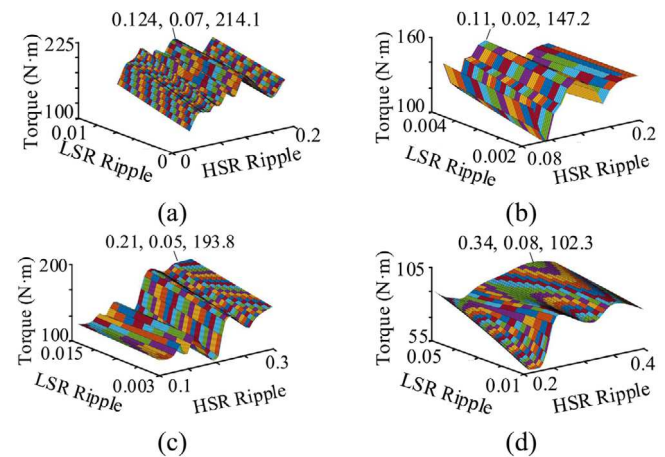 0.124, 0.07, 214.1
225
Torque (N·m)
100
0.01
LSR Ripple
0
0
HSR Ripple
0.2
(a)
0.11, 0.02, 147.2
160
Torque (N·m)
100
0.004
LSR Ripple
0.002
0.08
HSR Ripple
0.2
(b)
0.21, 0.05, 193.8
200
Torque (N·m)
100
0.015
LSR Ripple
0.003
0.1
HSR Ripple
0.3
(c)
0.34, 0.08, 102.3
105
Torque (N·m)
55
0.05
LSR Ripple
0.01
0.2
HSR Ripple
0.4
(d)